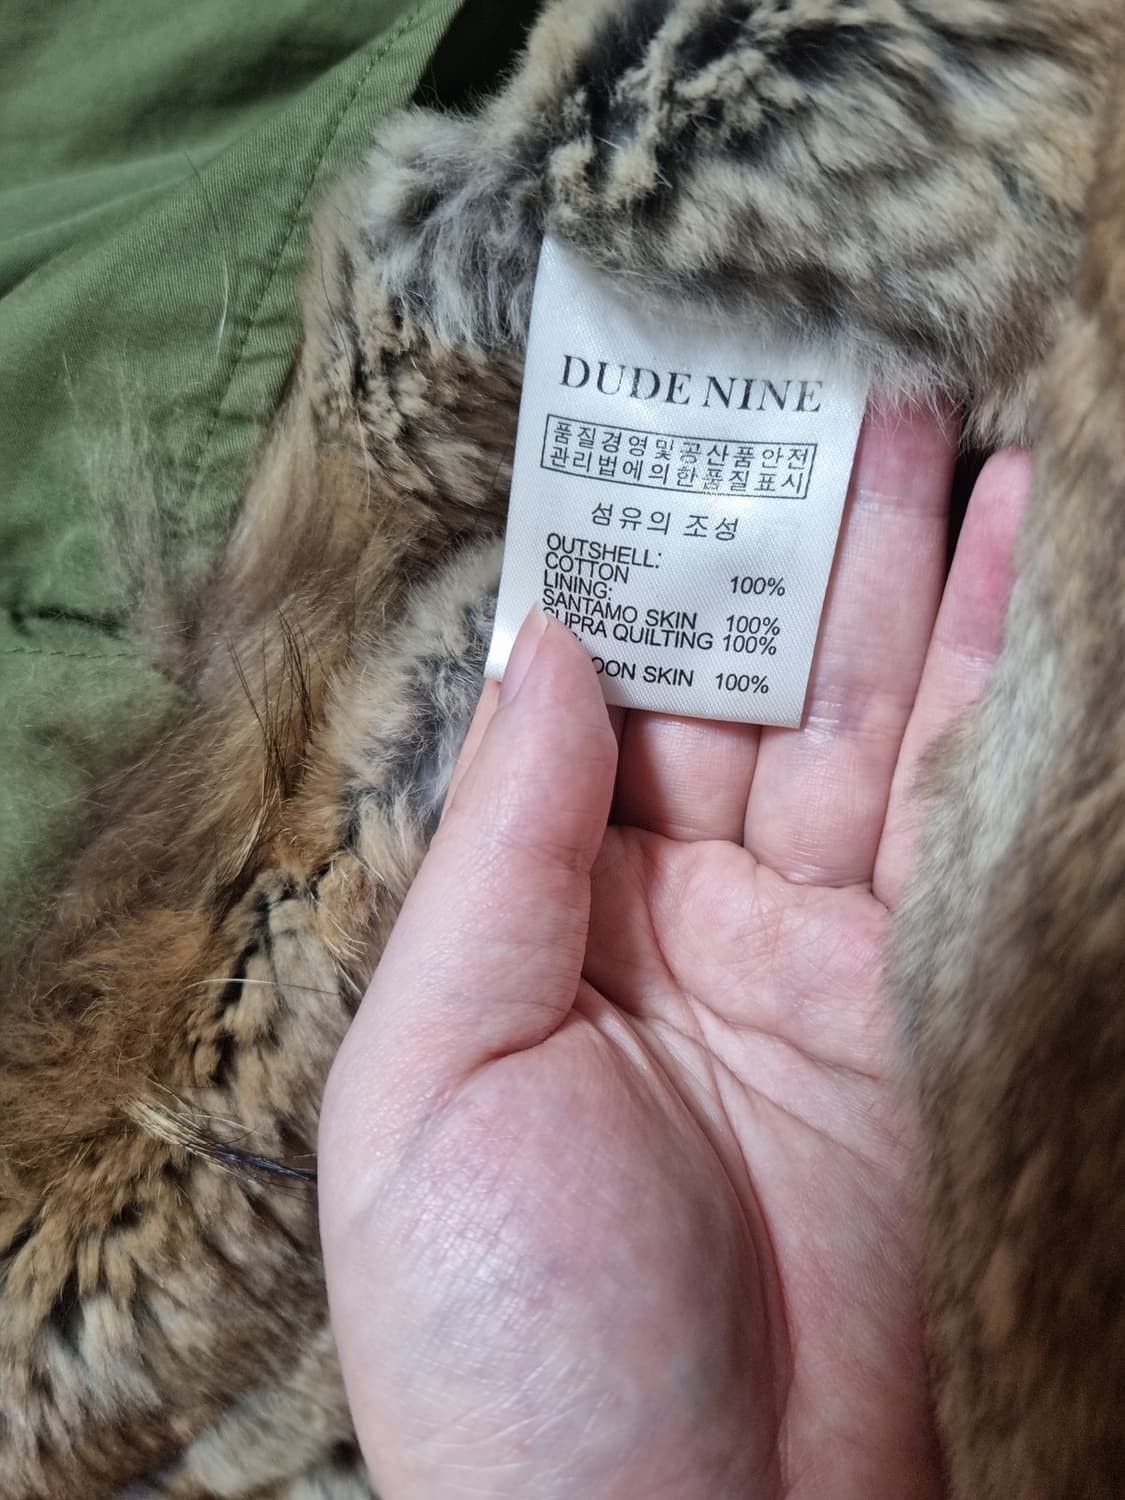 DUDE NINE
품질경영및공산품안전
관리법에의한품질표시
섬유의 조성
OUTSHELL:
COTTON 100%
LINING:
SANTAMO SKIN 100%
SUPRA QUILTING 100%
SKIN 100%